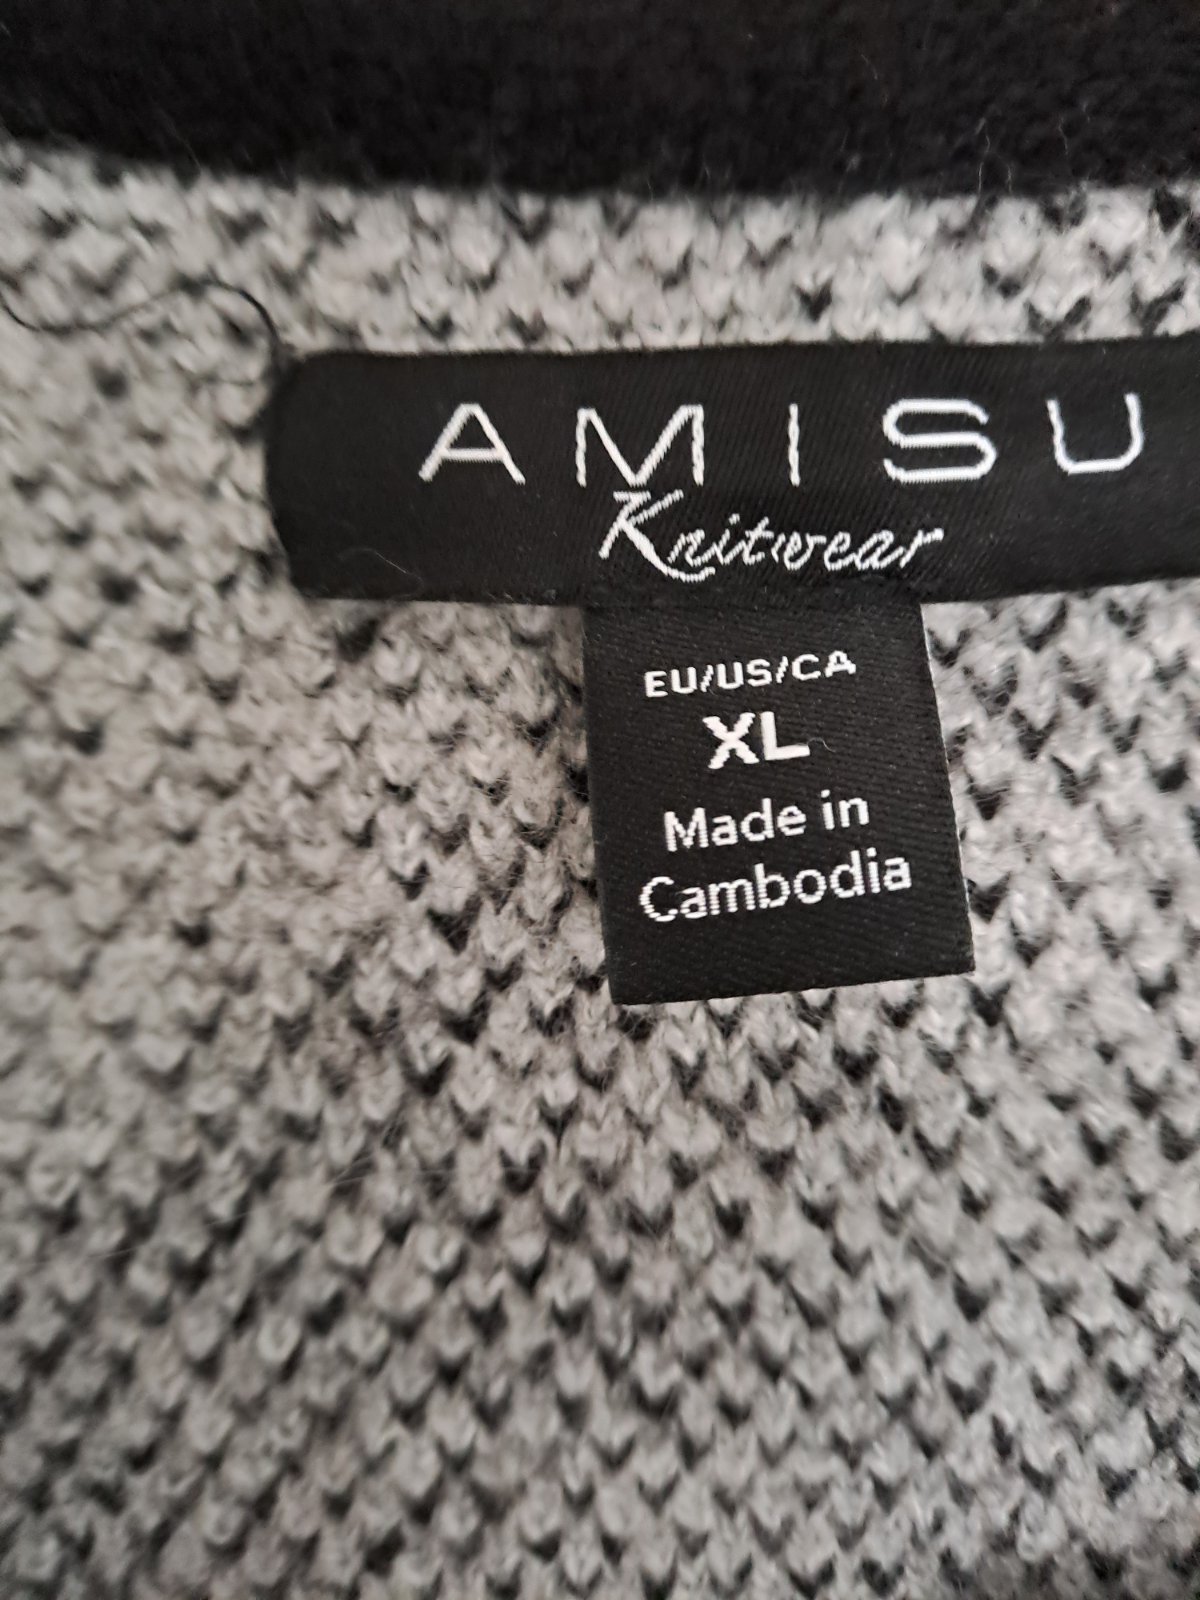 AMISU
Knitwear
EU/US/CA
XL
Made in
Cambodia